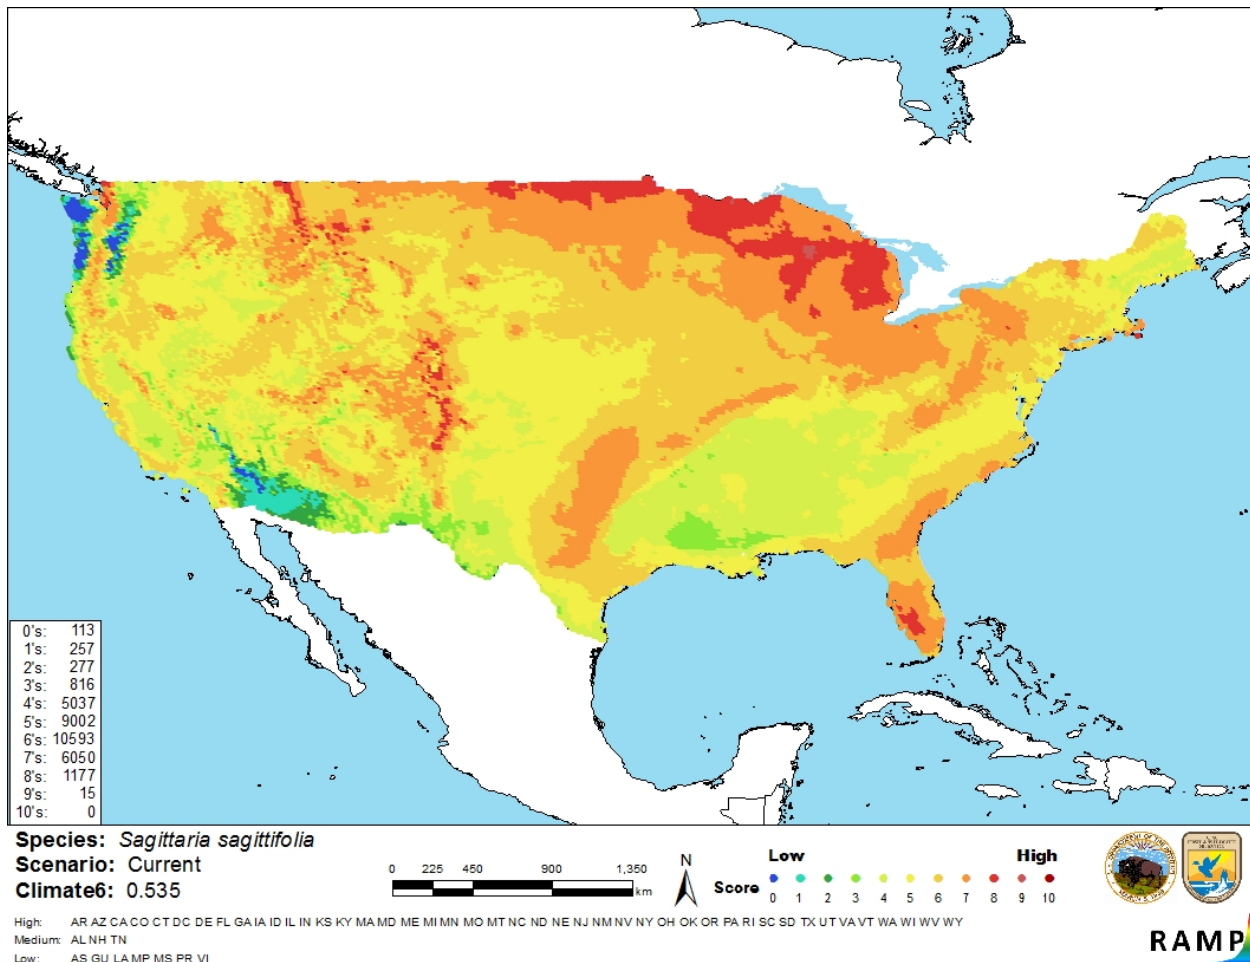 0's: 113
1's: 257
2's: 277
3's: 816
4's: 5037
5's: 9002
6's: 10593
7's: 6050
8's: 1177
9's: 15
10's: 0
Species: Sagittaria sagittifolia
Scenario: Current
Climate6: 0.535
0 225 450 900 1,350
km
N
Low High
Score 0 1 2 3 4 5 6 7 8 9 10
High: AR AZ CA CO CT DC DE FL GA IA ID IL IN KS KY MA MD ME MI MN MO MT NC ND NE NJ NM NV NY OH OK OR PA RI SC SD TX UT VA VT WA WI WV WY
Medium: AL NH TN
Low: AS GU LA MP MS PR VI
RAMP